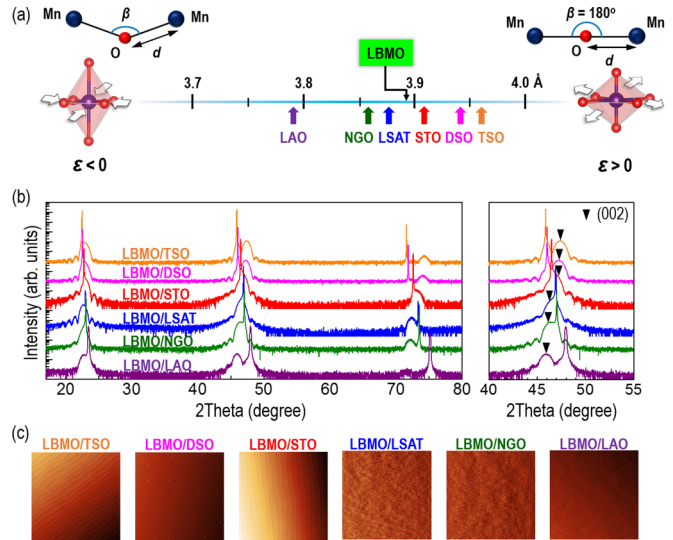 (a)
Mn
β
Mn
O
d
ε < 0
LBMO
3.7
3.8
3.9
4.0 Å
LAO
NGO
LSAT
STO
DSO
TSO
Mn
β = 180°
Mn
O
d
ε > 0
(b)
Intensity (arb. units)
LBMO/TSO
LBMO/DSO
LBMO/STO
LBMO/LSAT
LBMO/NGO
LBMO/LAO
20 30 40 50 60 70 80
2Theta (degree)
▼(002)
40 45 50 55
2Theta (degree)
(c)
LBMO/TSO
LBMO/DSO
LBMO/STO
LBMO/LSAT
LBMO/NGO
LBMO/LAO